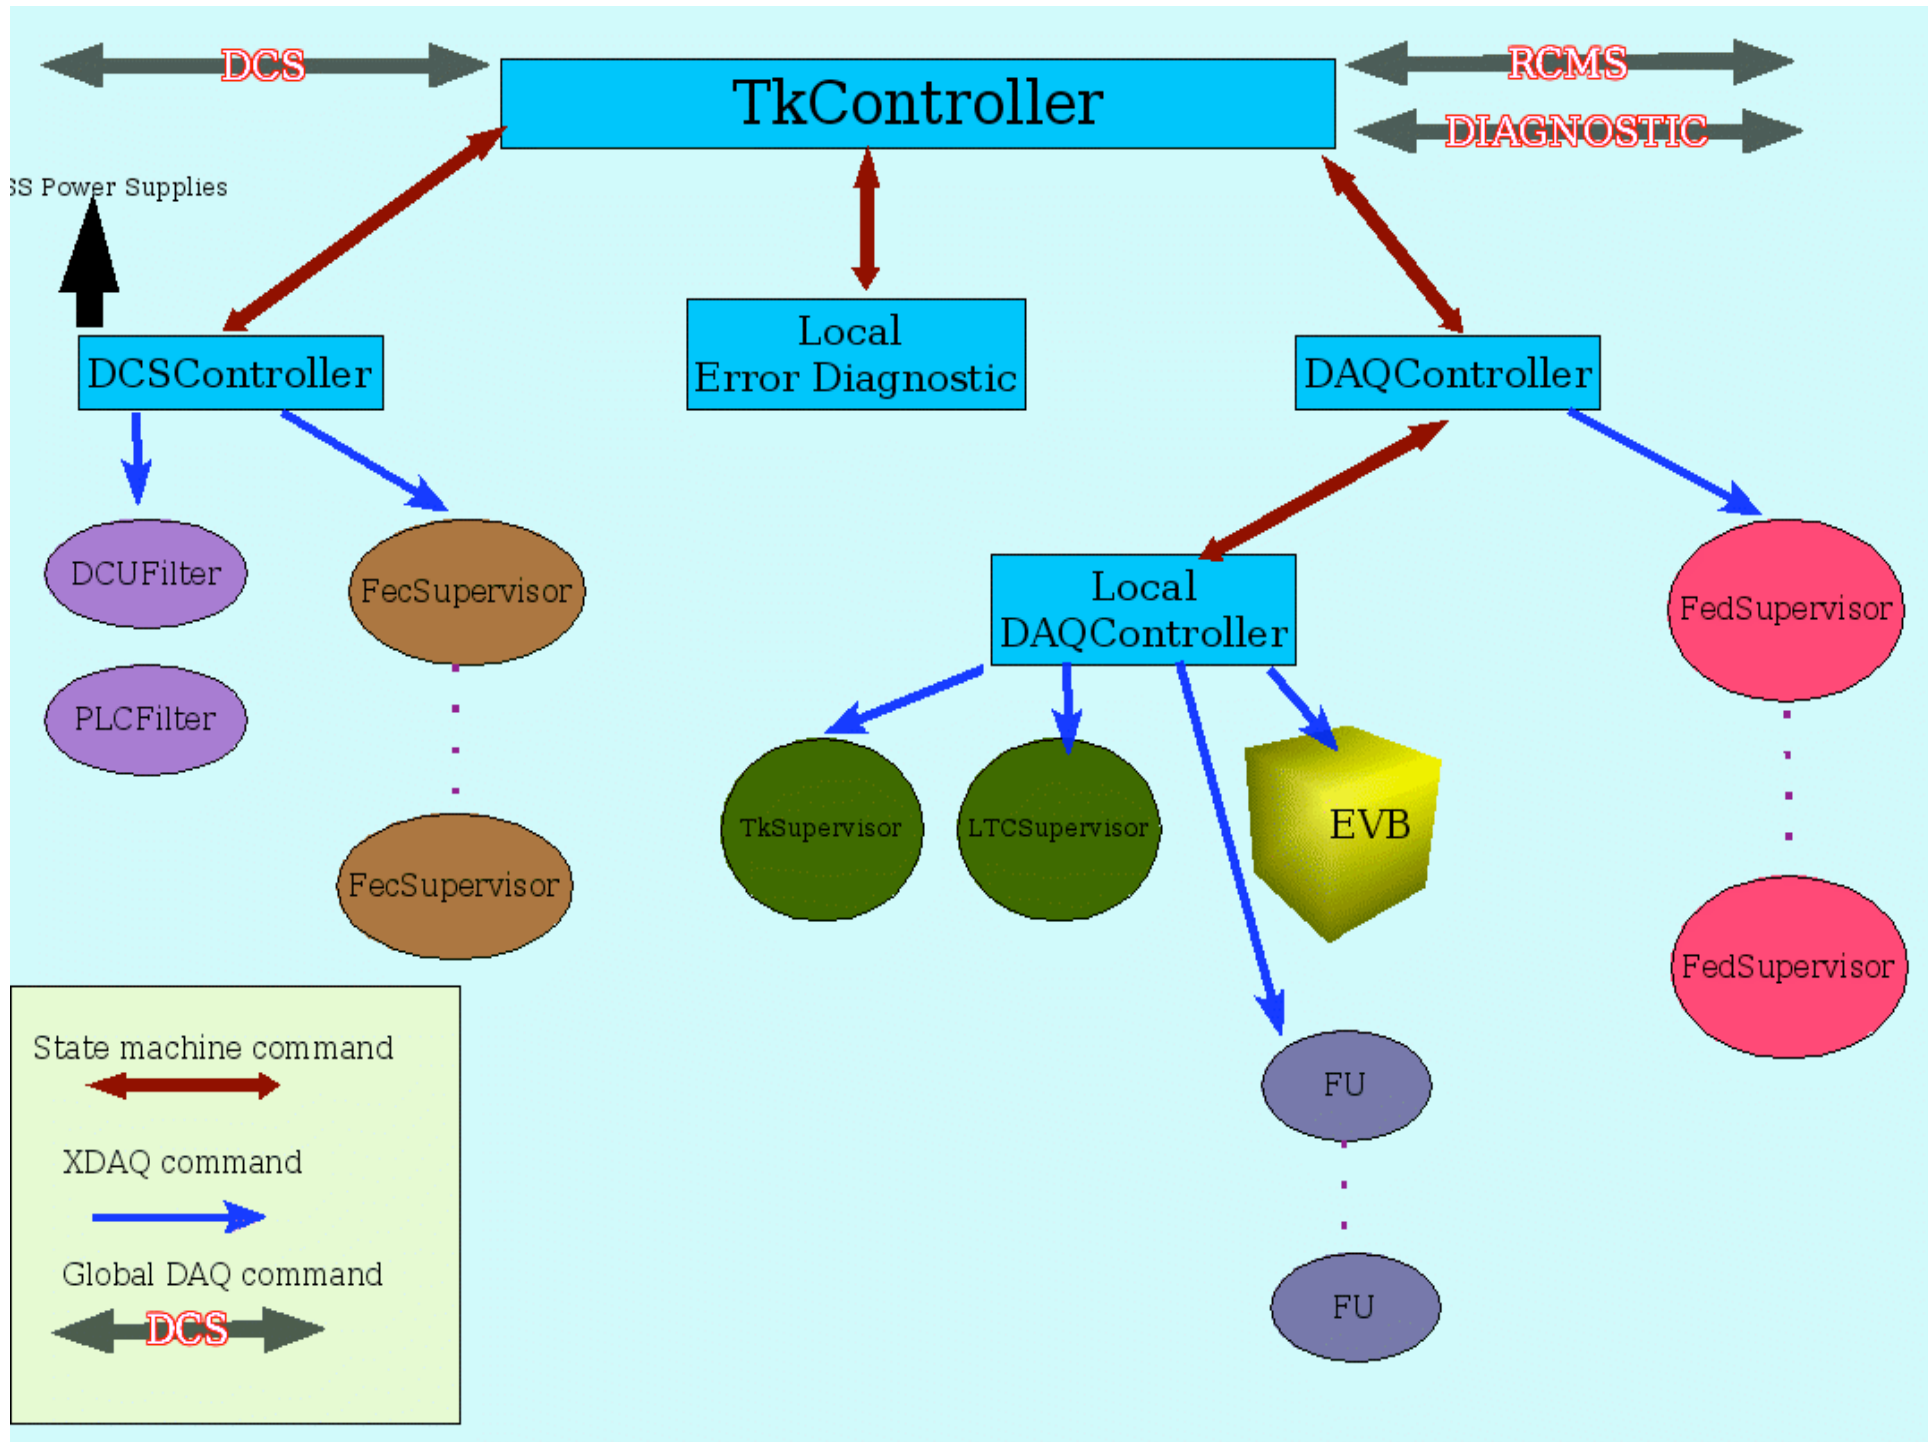 DCS
RCMS
TkController
DIAGNOSTIC
SS Power Supplies
Local
Error Diagnostic
DCSController
DAQController
DCUFilter
FecSupervisor
Local
DAQController
FedSupervisor
PLCFilter
TkSupervisor
LTCSupervisor
EVB
FecSupervisor
FedSupervisor
State machine command
FU
XDAQ command
Global DAQ command
FU
DCS